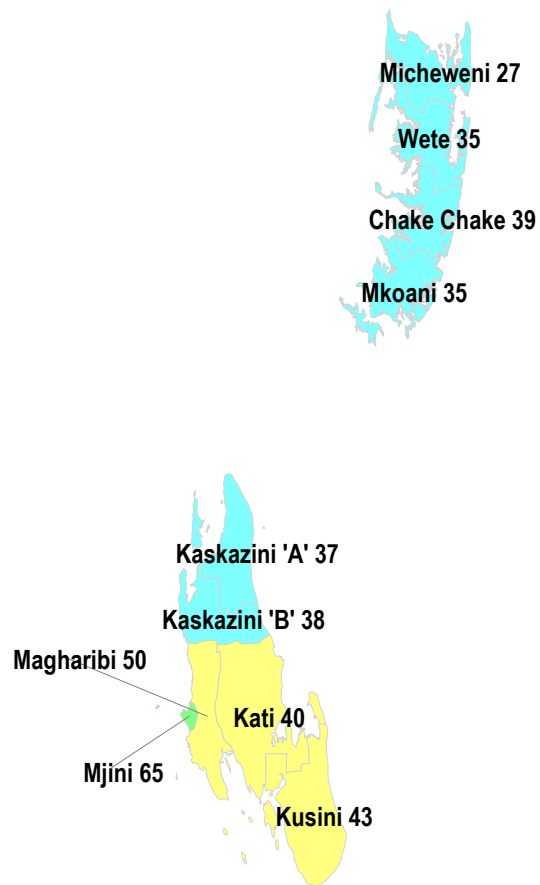 Micheweni 27
Wete 35
Chake Chake 39
Mkoani 35
Kaskazini 'A' 37
Kaskazini 'B' 38
Magharibi 50
Kati 40
Mjini 65
Kusini 43